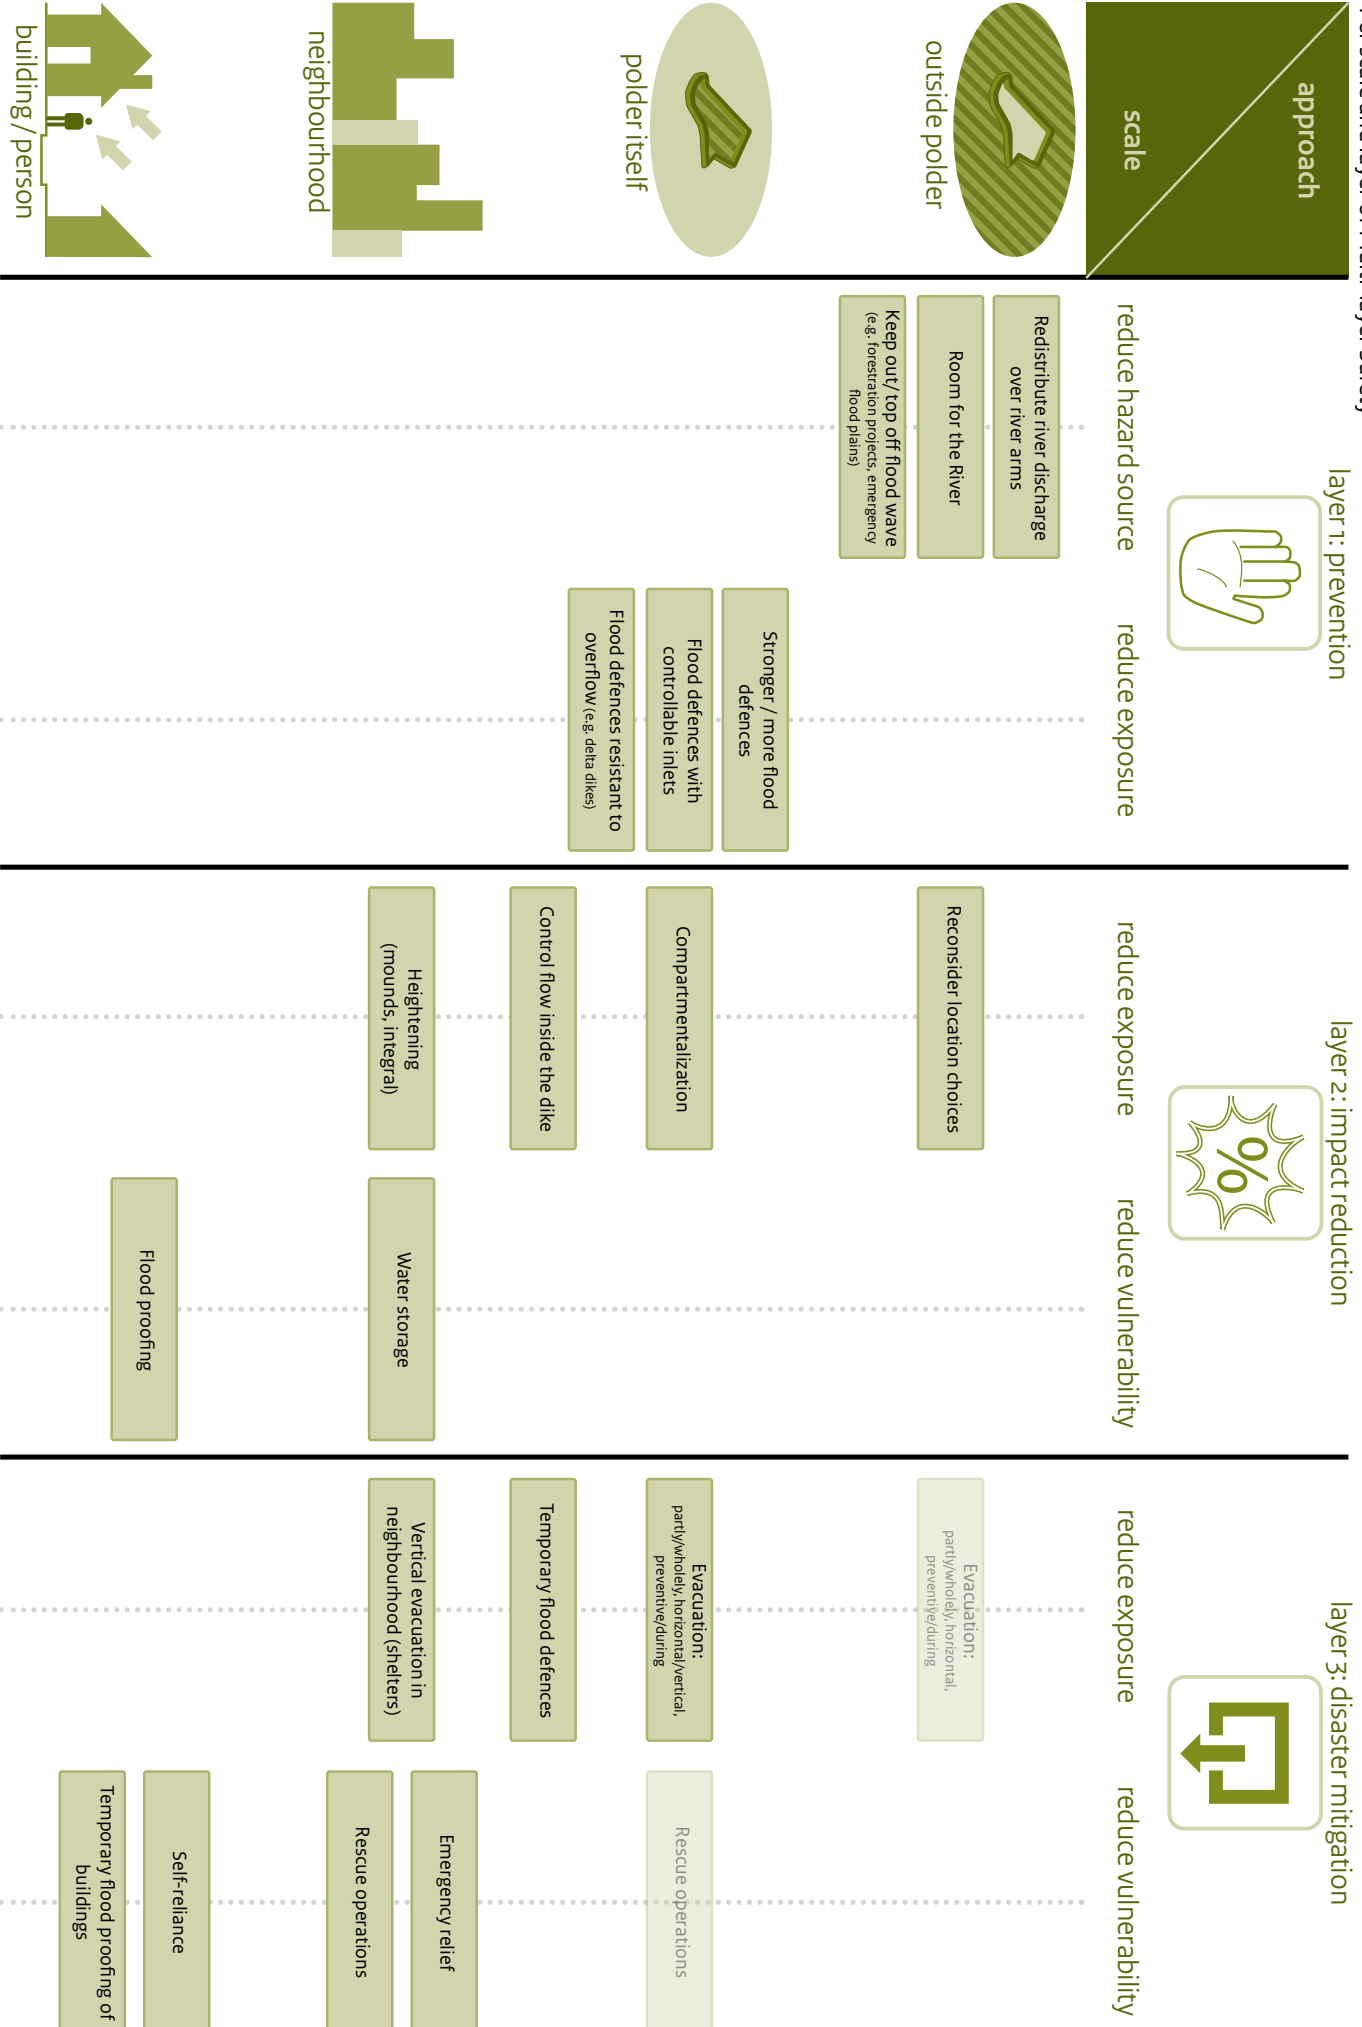 approach
scale
layer 1: prevention
layer 2: impact reduction
layer 3: disaster mitigation
reduce hazard source
reduce exposure
reduce exposure
reduce vulnerability
reduce exposure
reduce vulnerability
outside polder
Redistribute river discharge
over river arms
Room for the River
Keep out/ top off flood wave
(e.g. forestration projects, emergency
flood plains)
Reconsider location choices
Evacuation:
partly/wholely, horizontal,
preventive/during
polder itself
Stronger / more flood
defences
Flood defences with
controllable inlets
Flood defences resistant to
overflow (e.g. delta dikes)
Compartmentalization
Control flow inside the dike
Evacuation:
partly/wholely, horizontal/vertical,
preventive/during
Temporary flood defences
Rescue operations
neighbourhood
Heightening
(mounds, integral)
Water storage
Vertical evacuation in
neighbourhood (shelters)
Emergency relief
Rescue operations
building / person
%
Flood proofing
Self-reliance
Temporary flood proofing of
buildings